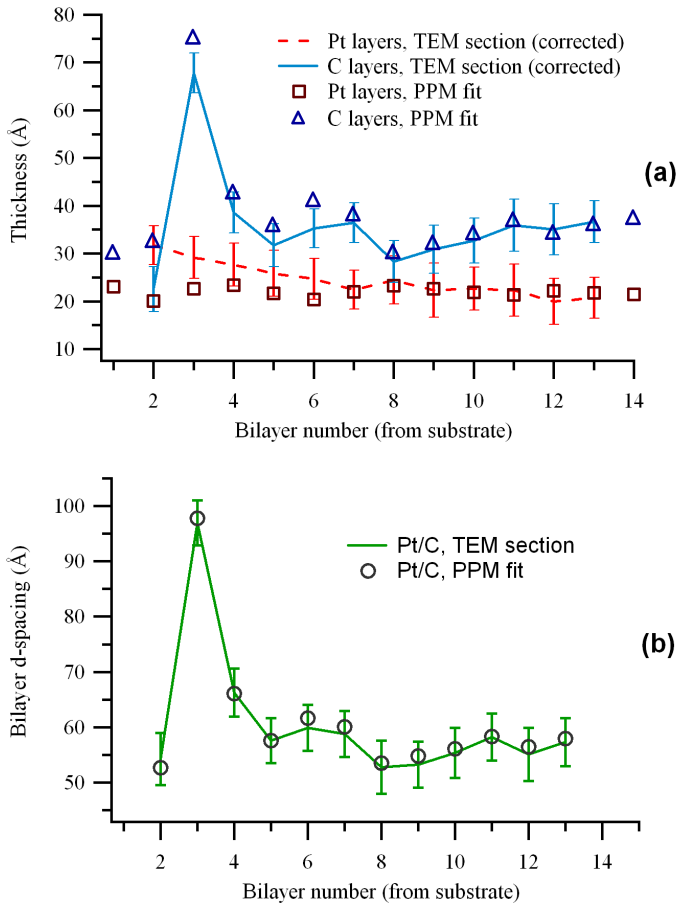 80
70
60
50
40
30
20
10
Thickness (Å)
Pt layers, TEM section (corrected)
C layers, TEM section (corrected)
Pt layers, PPM fit
C layers, PPM fit
(a)
2 4 6 8 10 12 14
Bilayer number (from substrate)
100
90
80
70
60
50
Bilayer d-spacing (Å)
Pt/C, TEM section
Pt/C, PPM fit
(b)
2 4 6 8 10 12 14
Bilayer number (from substrate)